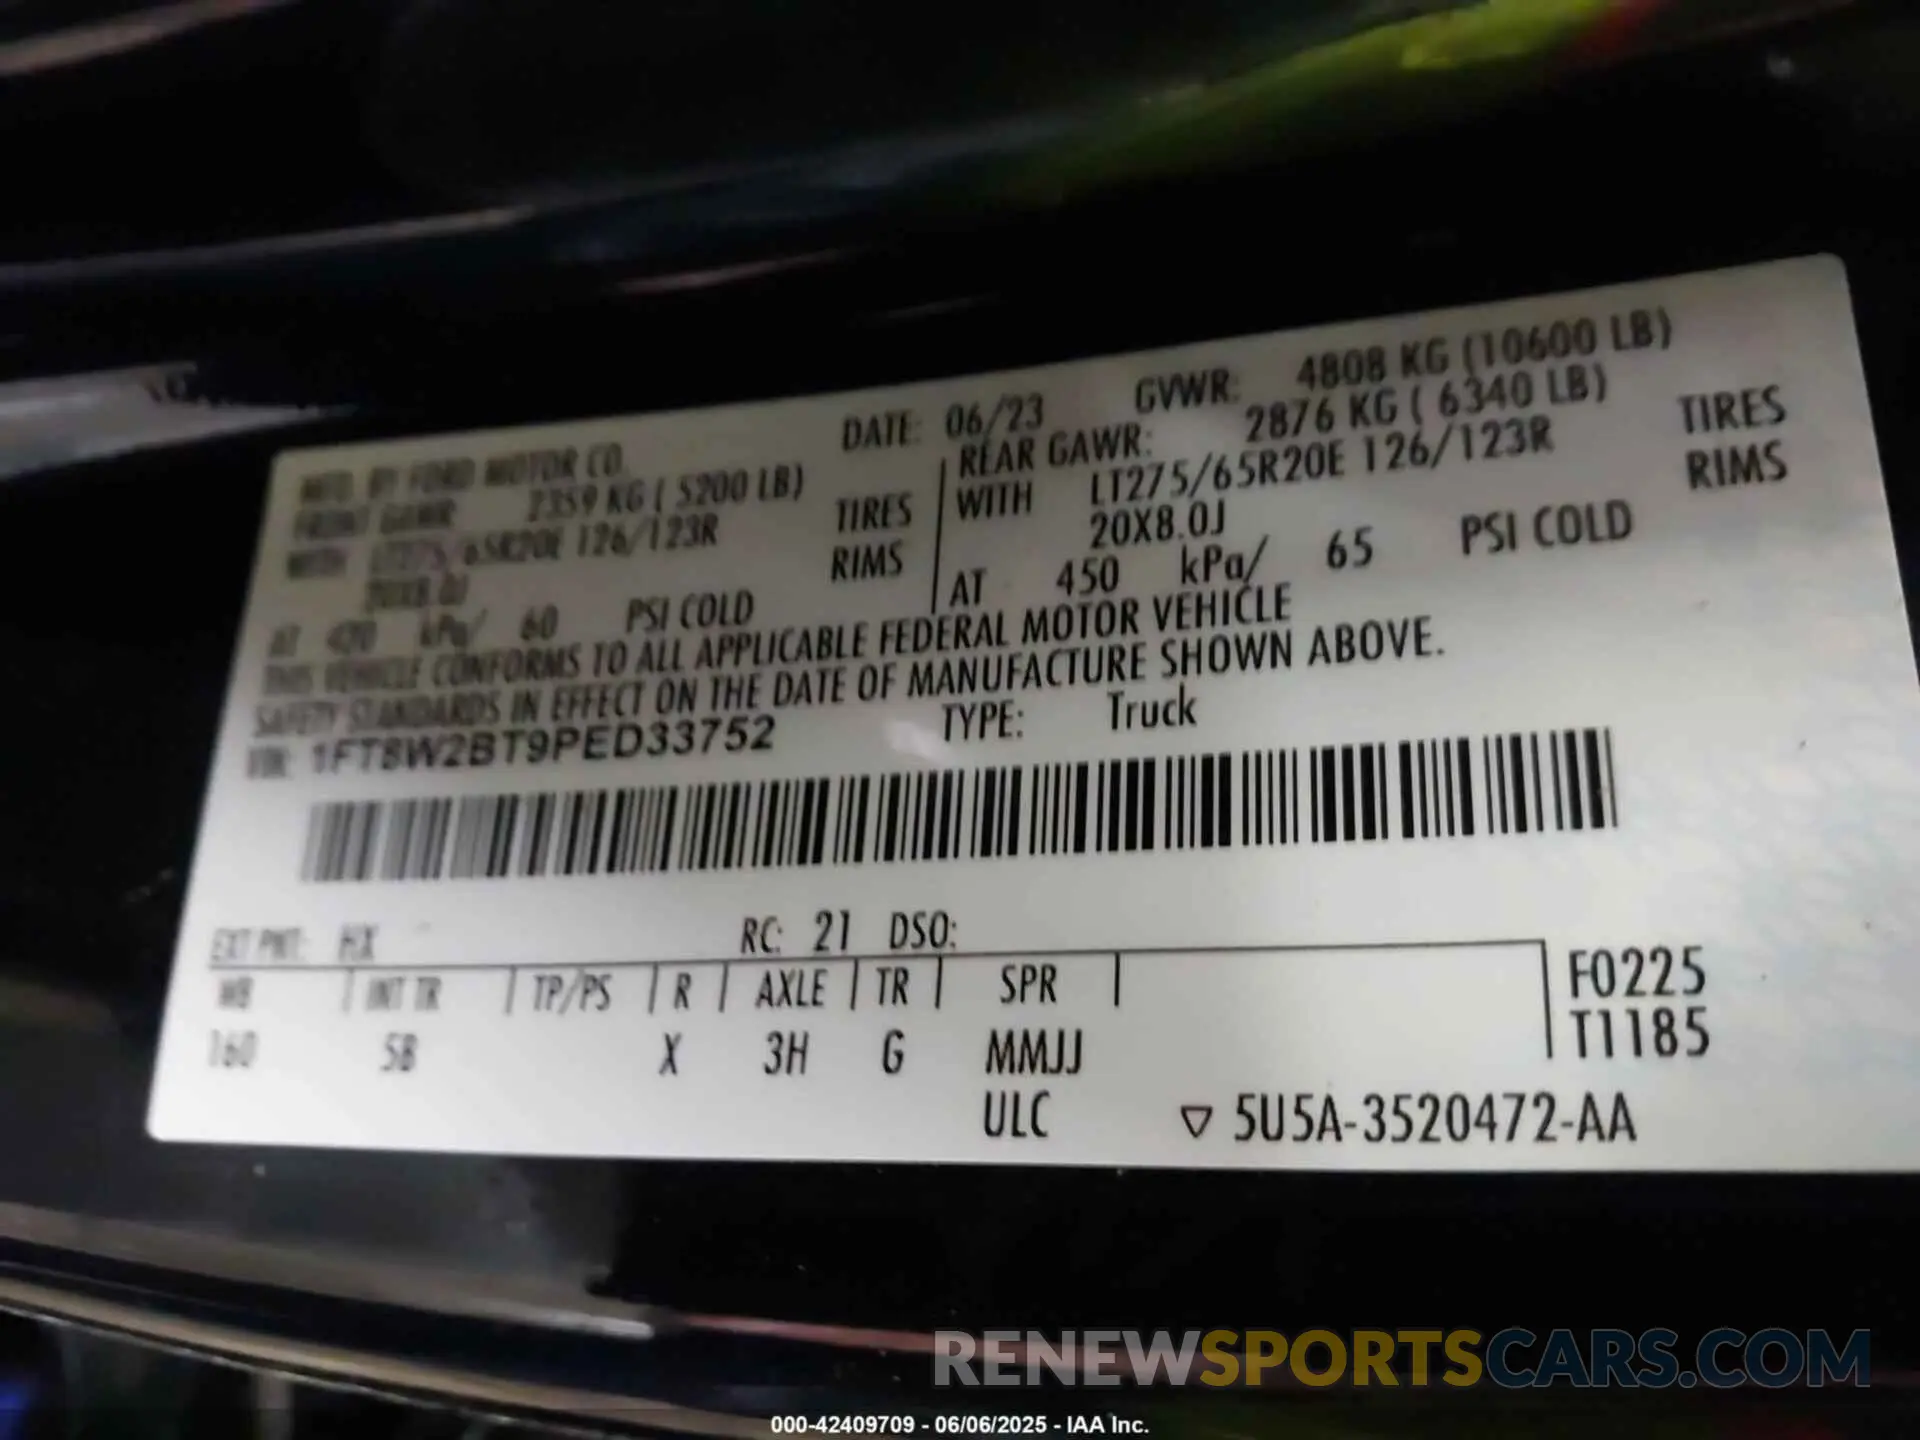 MFD. BY FORD MOTOR CO. DATE: 06/23 GVWR: 4808 KG (10600 LB)
FRONT GAWR 2359 KG ( 5200 LB) REAR GAWR: 2876 KG ( 6340 LB)
WITH LT275/65R20E 126/123R TIRES WITH LT275/65R20E 126/123R TIRES
20X8.0J RIMS 20X8.0J RIMS
AT 420 kPa/ 60 PSI COLD AT 450 kPa/ 65 PSI COLD
THIS VEHICLE CONFORMS TO ALL APPLICABLE FEDERAL MOTOR VEHICLE
SAFETY STANDARDS IN EFFECT ON THE DATE OF MANUFACTURE SHOWN ABOVE.
VIN: 1FT8W2BT9PED33752 TYPE: Truck
EXT PNT: HX RC: 21 DSO:
WB | INT TR | TP/PS | R | AXLE | TR | SPR | F0225
160 5B X 3H G MMJJ T1185
ULC ▽ 5U5A-3520472-AA
RENEWSPORTSCARS.COM
000-42409709 - 06/06/2025 - IAA Inc.